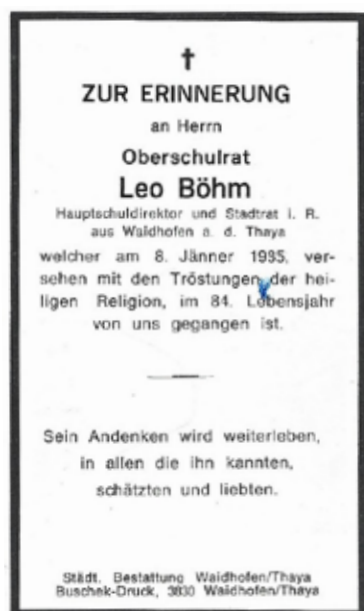 ZUR ERINNERUNG
an Herrn
Oberschulrat
Leo Böhm
Hauptschuldirektor und Stadtrat i. R.
aus Waidhofen a. d. Thaya
welcher am 8. Jänner 1985, ver-
sehen mit den Tröstungen der hei-
ligen Religion, im 84. Lebensjahr
von uns gegangen ist.
Sein Andenken wird weiterleben,
in allen die ihn kannten,
schätzten und liebten.
Städt. Bestattung Waidhofen/Thaya
Buschek-Druck, 3830 Waidhofen/Thaya